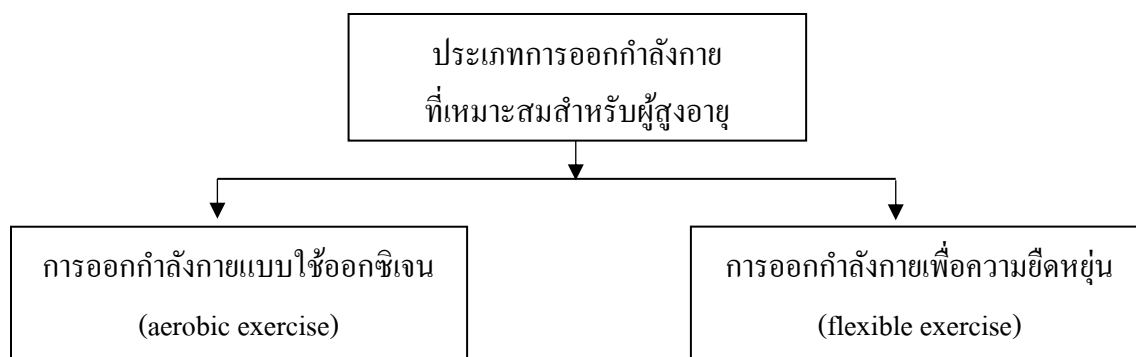 ประเภทการออกกำลังกาย
ที่เหมาะสมสำหรับผู้สูงอายุ
การออกกำลังกายแบบใช้ออกซิเจน
(aerobic exercise)
การออกกำลังกายเพื่อความยืดหยุ่น
(flexible exercise)